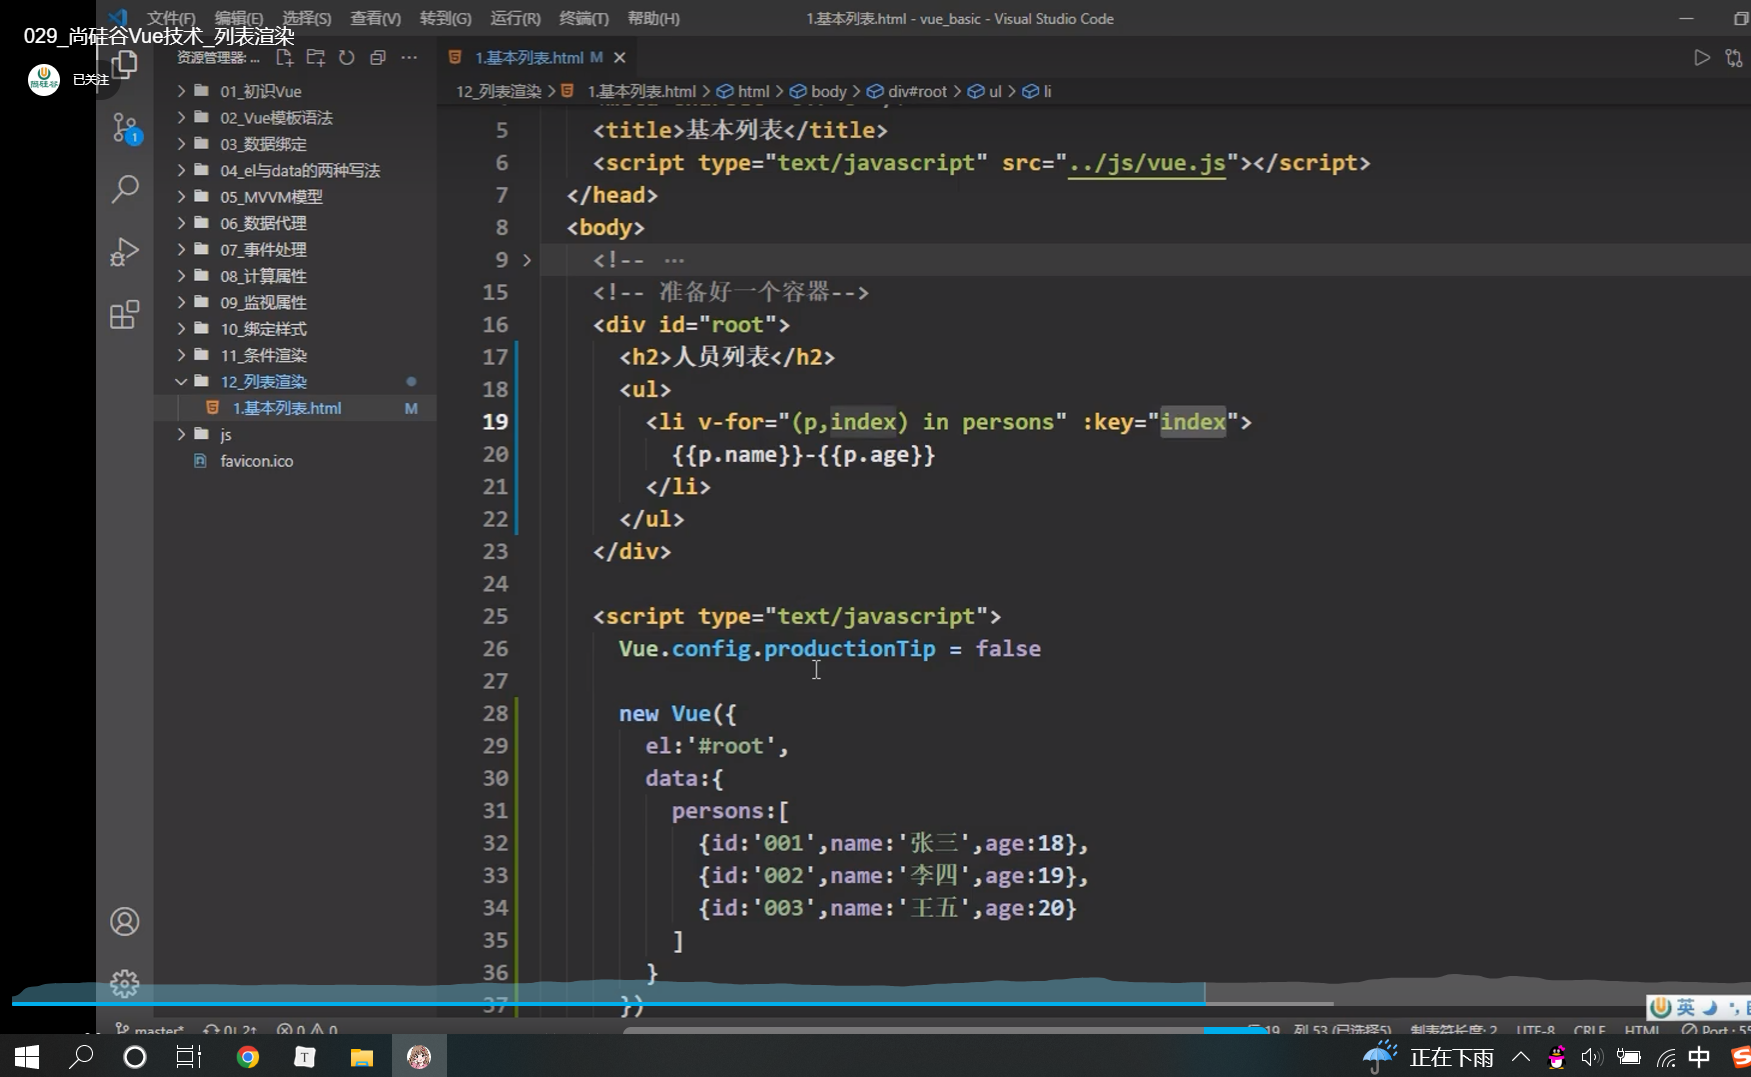 文件(F) 编辑(E) 选择(S) 查看(V) 转到(G) 运行(R) 终端(T) 帮助(H) 1.基本列表.html - vue_basic - Visual Studio Code
029_尚硅谷Vue技术_列表渲染
已关注
资源管理器: ...
01_初识Vue
02_Vue模板语法
03_数据绑定
04_el与data的两种写法
05_MVVM模型
06_数据代理
07_事件处理
08_计算属性
09_监视属性
10_绑定样式
11_条件渲染
12_列表渲染
1.基本列表.html M
js
favicon.ico
1
1.基本列表.html M
12_列表渲染 > 1.基本列表.html > html > body > div#root > ul > li
5 <title>基本列表</title>
6 <script type="text/javascript" src="../js/vue.js"></script>
7 </head>
8 <body>
9 <!-- ...
15 <!-- 准备好一个容器-->
16 <div id="root">
17 <h2>人员列表</h2>
18 <ul>
19 <li v-for="(p,index) in persons" :key="index">
20 {{p.name}}-{{p.age}}
21 </li>
22 </ul>
23 </div>
24
25 <script type="text/javascript">
26 Vue.config.productionTip = false
27
28 new Vue({
29 el:'#root',
30 data:{
31 persons:[
32 {id:'001',name:'张三',age:18},
33 {id:'002',name:'李四',age:19},
34 {id:'003',name:'王五',age:20}
35 ]
36 }
37 })
master* 0↓ 2↑ 0 0 19, 列 53 (已选择5) 制表符长度: 2 UTF-8 CRLF HTML Port : 55
英
正在下雨 中